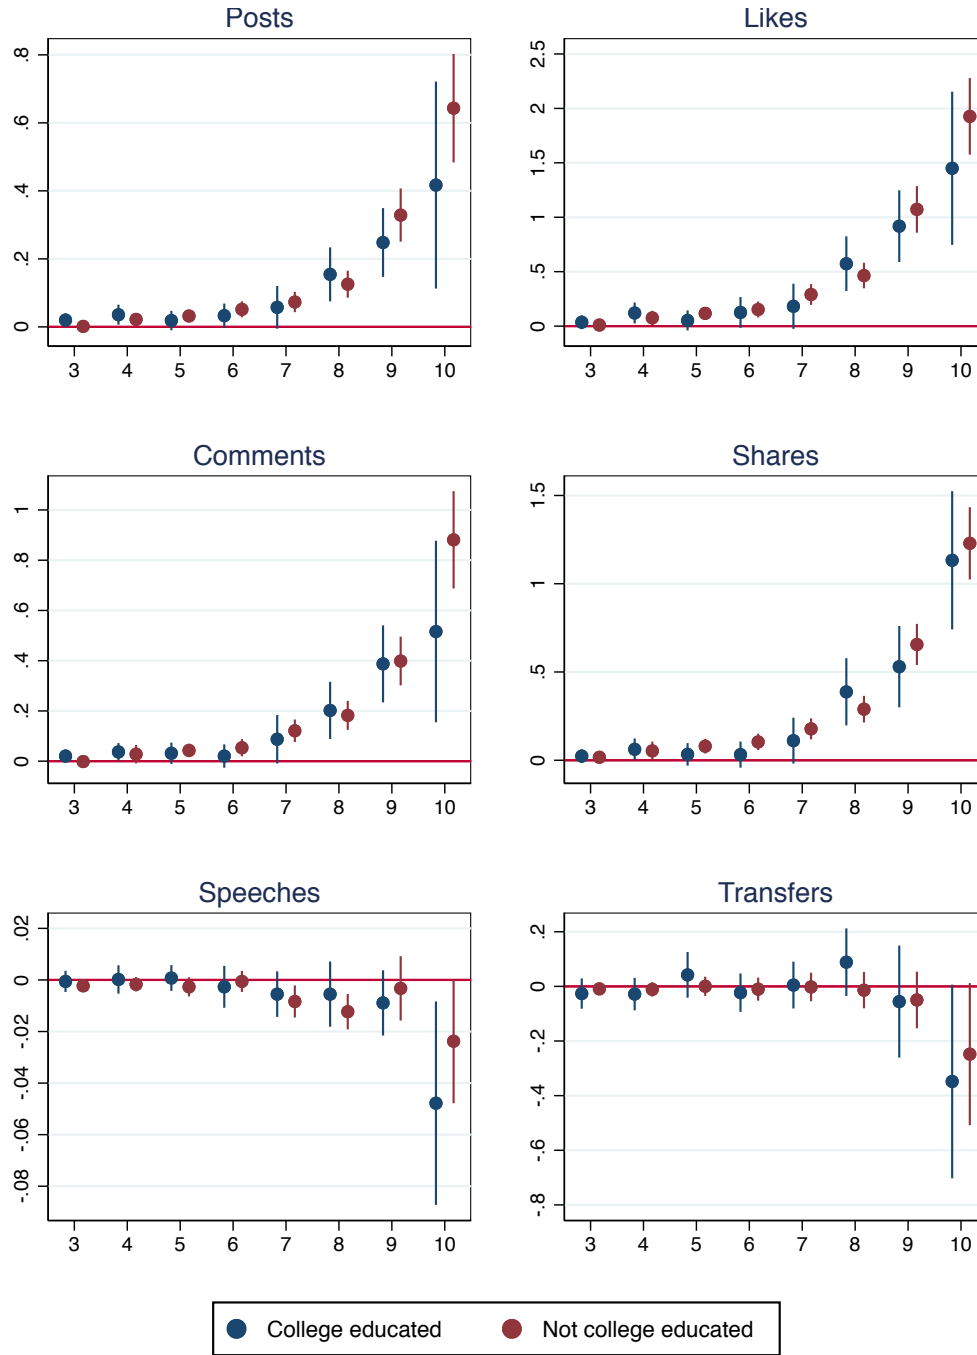 Posts
.8
.6
.4
.2
0
3 4 5 6 7 8 9 10
Likes
2.5
2
1.5
1
.5
0
3 4 5 6 7 8 9 10
Comments
1
.8
.6
.4
.2
0
3 4 5 6 7 8 9 10
Shares
1.5
1
.5
0
3 4 5 6 7 8 9 10
Speeches
.02
0
-.02
-.04
-.06
-.08
3 4 5 6 7 8 9 10
Transfers
.2
0
-.2
-.4
-.6
-.8
3 4 5 6 7 8 9 10
College educated Not college educated